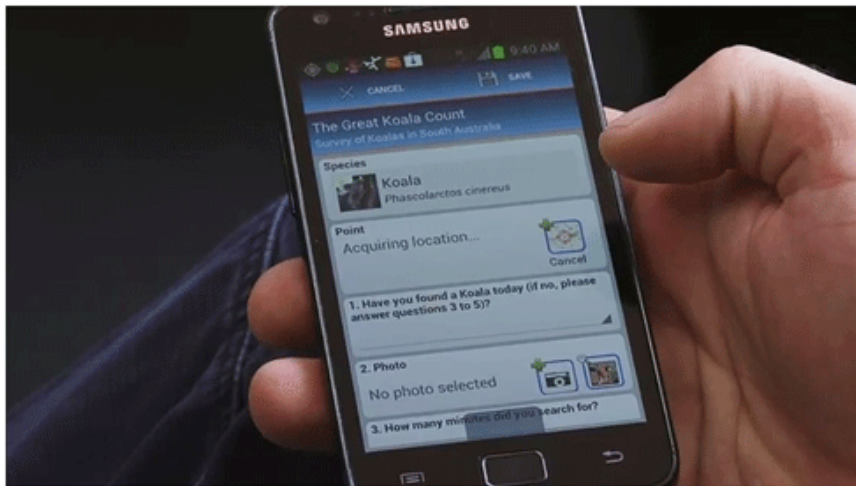 SAMSUNG
9:40 AM
CANCEL
SAVE
The Great Koala Count
Survey of Koalas in South Australia
Species
Koala
Phascolarctos cinereus
Point
Acquiring location...
Cancel
1. Have you found a Koala today (if no, please
answer questions 3 to 5)?
2. Photo
No photo selected
3. How many minutes did you search for?